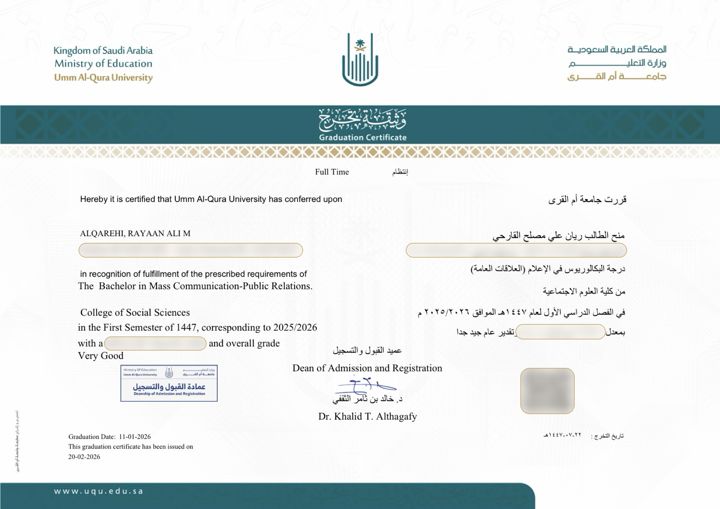 Kingdom of Saudi Arabia
Ministry of Education
Umm Al-Qura University
المملكة العربية السعودية
وزارة التعليم
جامعة أم القرى
وثيقة تخرج
Graduation Certificate
Full Time
إنتظام
Hereby it is certified that Umm Al-Qura University has conferred upon
ALQAREHI, RAYAAN ALI M
in recognition of fulfillment of the prescribed requirements of
The Bachelor in Mass Communication-Public Relations.
College of Social Sciences
in the First Semester of 1447, corresponding to 2025/2026
with a
and overall grade
Very Good
قررت جامعة أم القرى
منح الطالب ريان علي مصلح القارحي
درجة البكالوريوس في الإعلام (العلاقات العامة)
من كلية العلوم الاجتماعية
في الفصل الدراسي الأول لعام ١٤٤٧هـ الموافق ٢٠٢٥/٢٠٢٦ م
بمعدل
تقدير عام جيد جدا
عميد القبول والتسجيل
Dean of Admission and Registration
د. خالد بن ثامر الثقفي
Dr. Khalid T. Althagafy
عمادة القبول والتسجيل
Deanship of Admission and Registration
Graduation Date: 11-01-2026
This graduation certificate has been issued on
20-02-2026
تاريخ التخرج : ٢٢-٠٧-١٤٤٧هـ
www.uqu.edu.sa